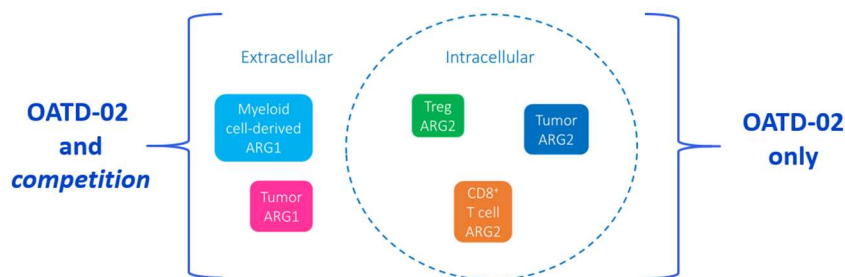 OATD-02
and
competition
Extracellular
Myeloid
cell-derived
ARG1
Tumor
ARG1
Intracellular
Treg
ARG2
Tumor
ARG2
CD8⁺
T cell
ARG2
OATD-02
only